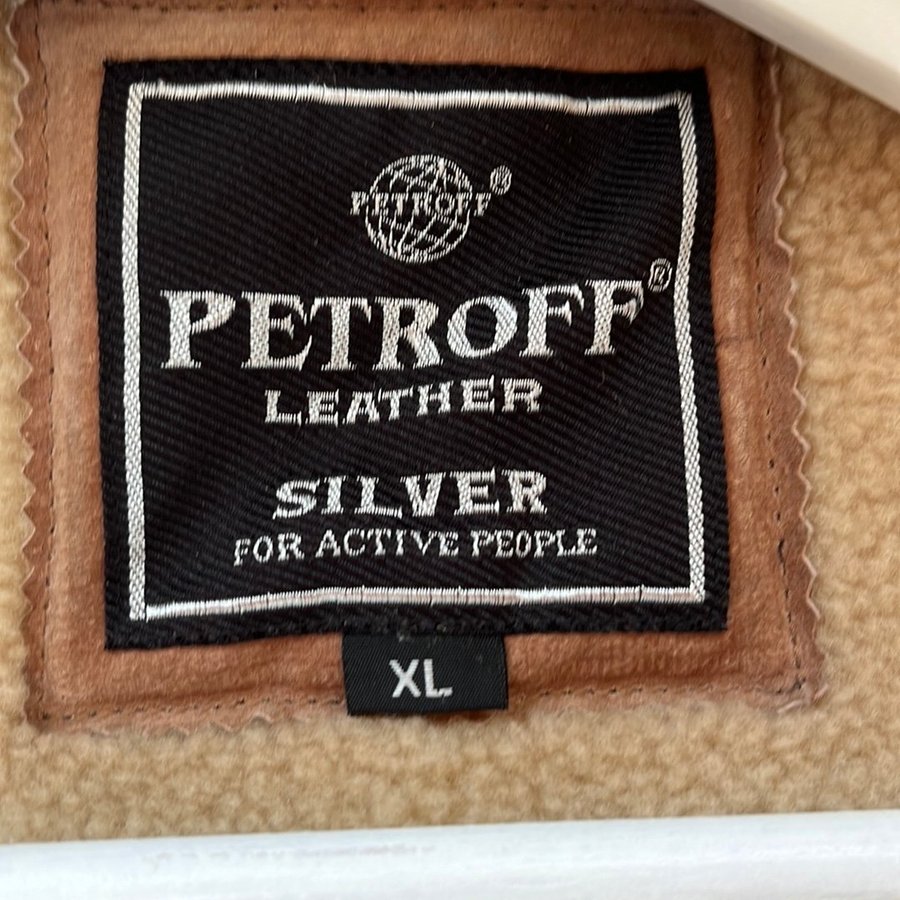 PETROFF®
PETROFF®
LEATHER
SILVER
FOR ACTIVE PEOPLE
XL